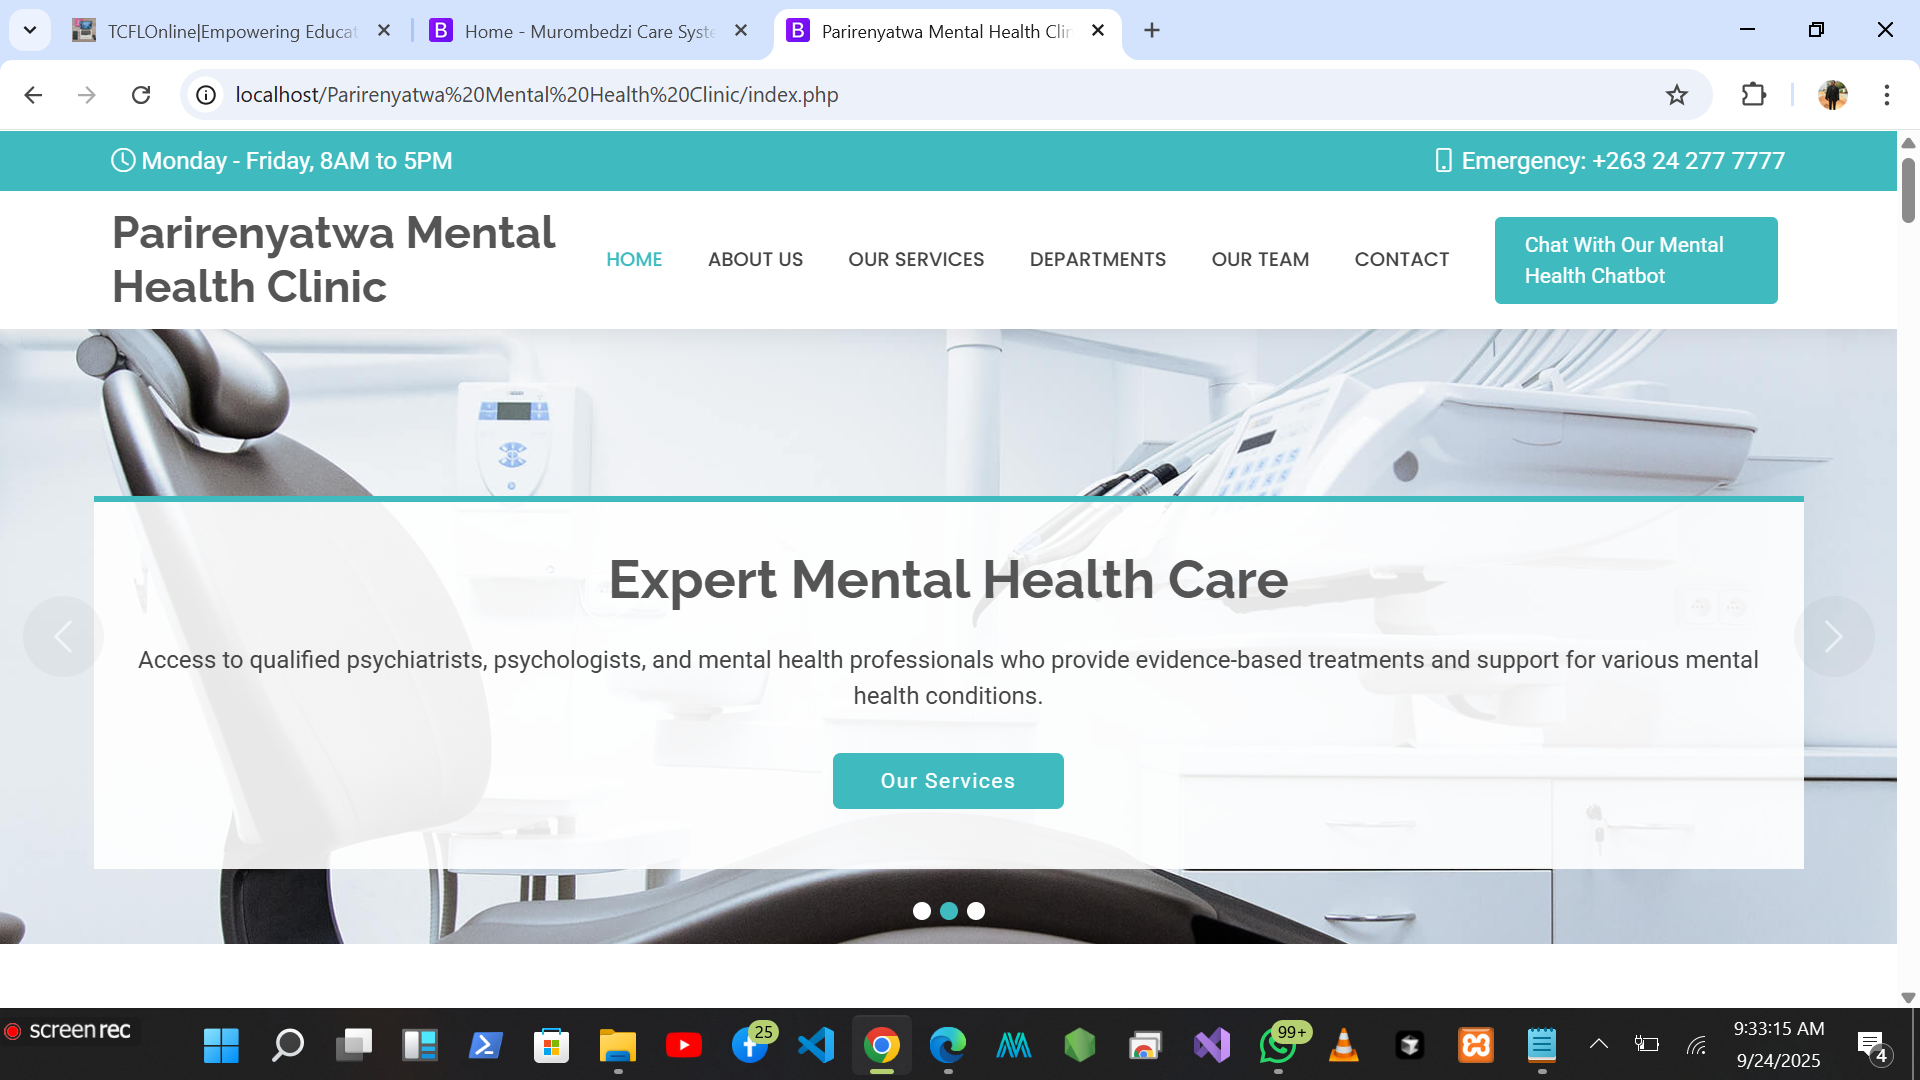 TCFLOnline|Empowering Educat
Home - Murombedzi Care Syste
Parirenyatwa Mental Health Clin
localhost/Parirenyatwa%20Mental%20Health%20Clinic/index.php
Monday - Friday, 8AM to 5PM
Emergency: +263 24 277 7777
Parirenyatwa Mental
Health Clinic
HOME
ABOUT US
OUR SERVICES
DEPARTMENTS
OUR TEAM
CONTACT
Chat With Our Mental
Health Chatbot
Expert Mental Health Care
Access to qualified psychiatrists, psychologists, and mental health professionals who provide evidence-based treatments and support for various mental
health conditions.
Our Services
screen rec
25
99+
9:33:15 AM
9/24/2025
4